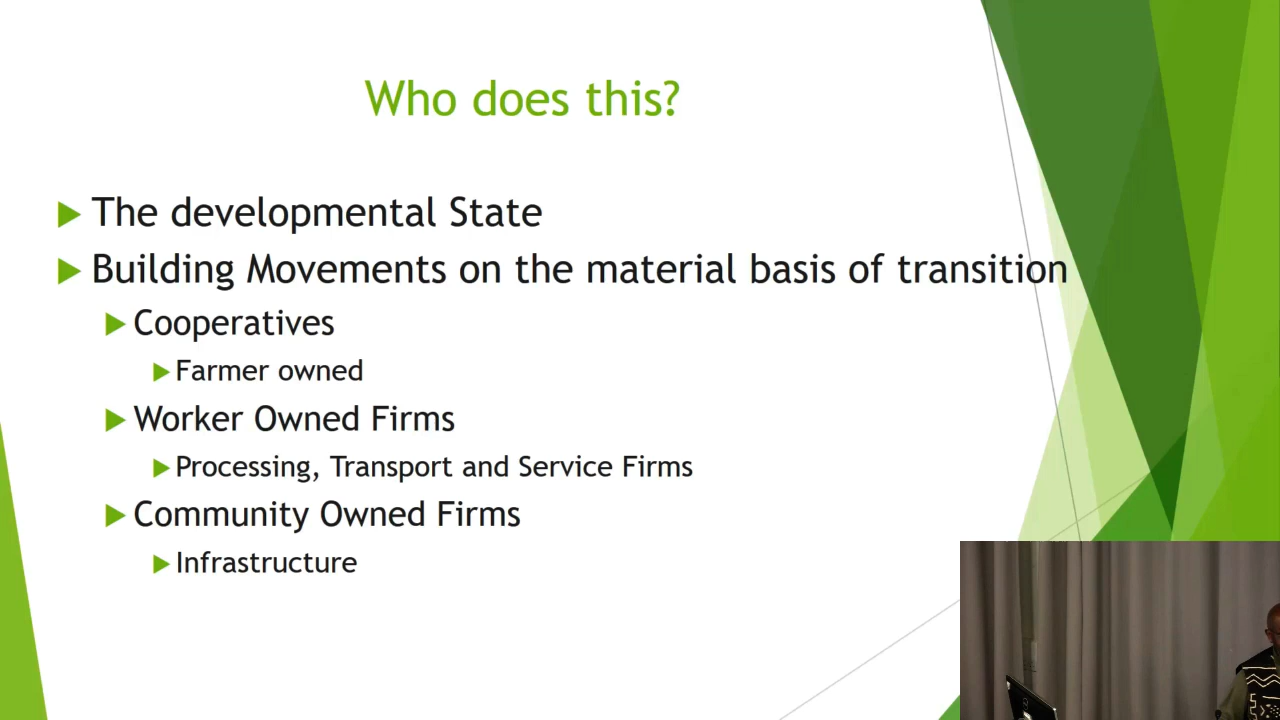 Who does this?
The developmental State
Building Movements on the material basis of transition
Cooperatives
Farmer owned
Worker Owned Firms
Processing, Transport and Service Firms
Community Owned Firms
Infrastructure